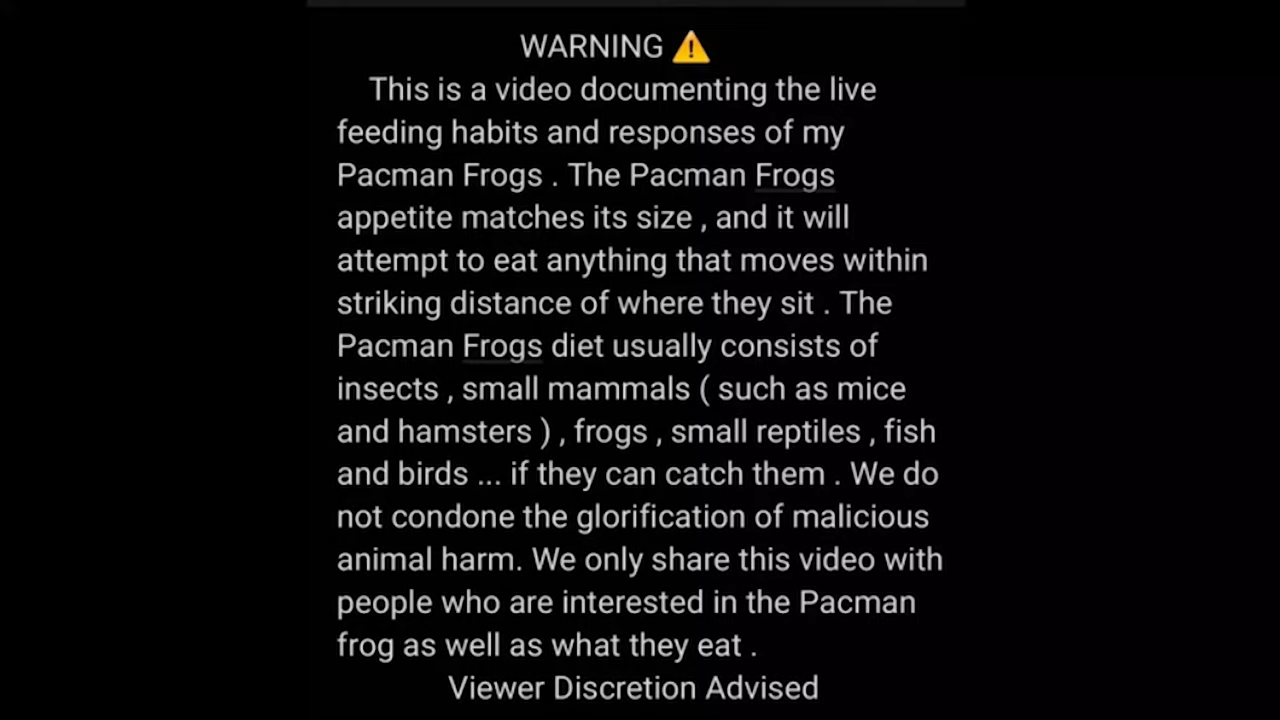 WARNING ⚠️
This is a video documenting the live
feeding habits and responses of my
Pacman Frogs . The Pacman Frogs
appetite matches its size , and it will
attempt to eat anything that moves within
striking distance of where they sit . The
Pacman Frogs diet usually consists of
insects , small mammals ( such as mice
and hamsters ) , frogs , small reptiles , fish
and birds ... if they can catch them . We do
not condone the glorification of malicious
animal harm. We only share this video with
people who are interested in the Pacman
frog as well as what they eat .
Viewer Discretion Advised